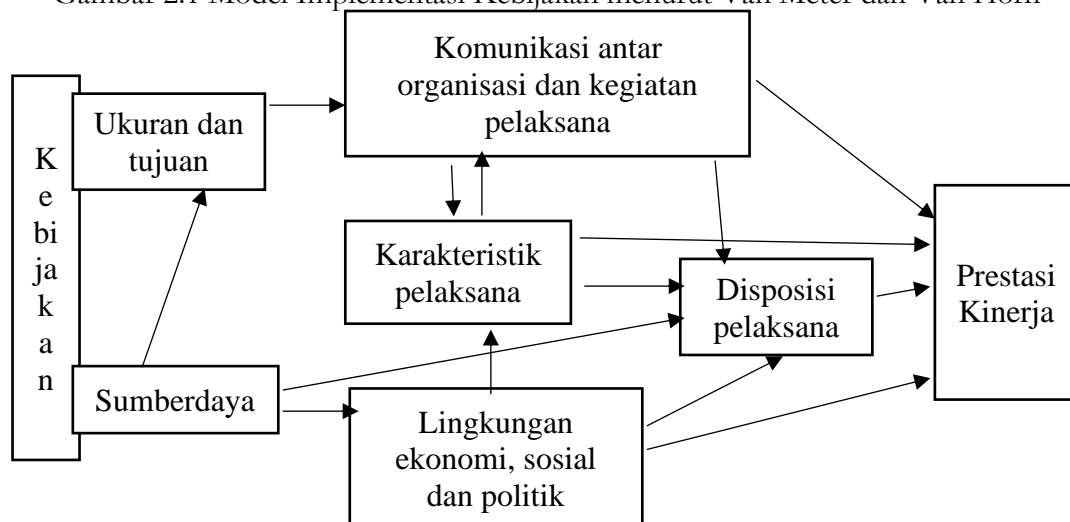 Gambar 2.1 Model Implementasi Kebijakan menurut Van Meter dan Van Horn
Komunikasi antar
organisasi dan kegiatan
pelaksana
Ukuran dan
tujuan
K
e
bi
ja
k
a
n
Karakteristik
pelaksana
Disposisi
pelaksana
Prestasi
Kinerja
Sumberdaya
Lingkungan
ekonomi, sosial
dan politik